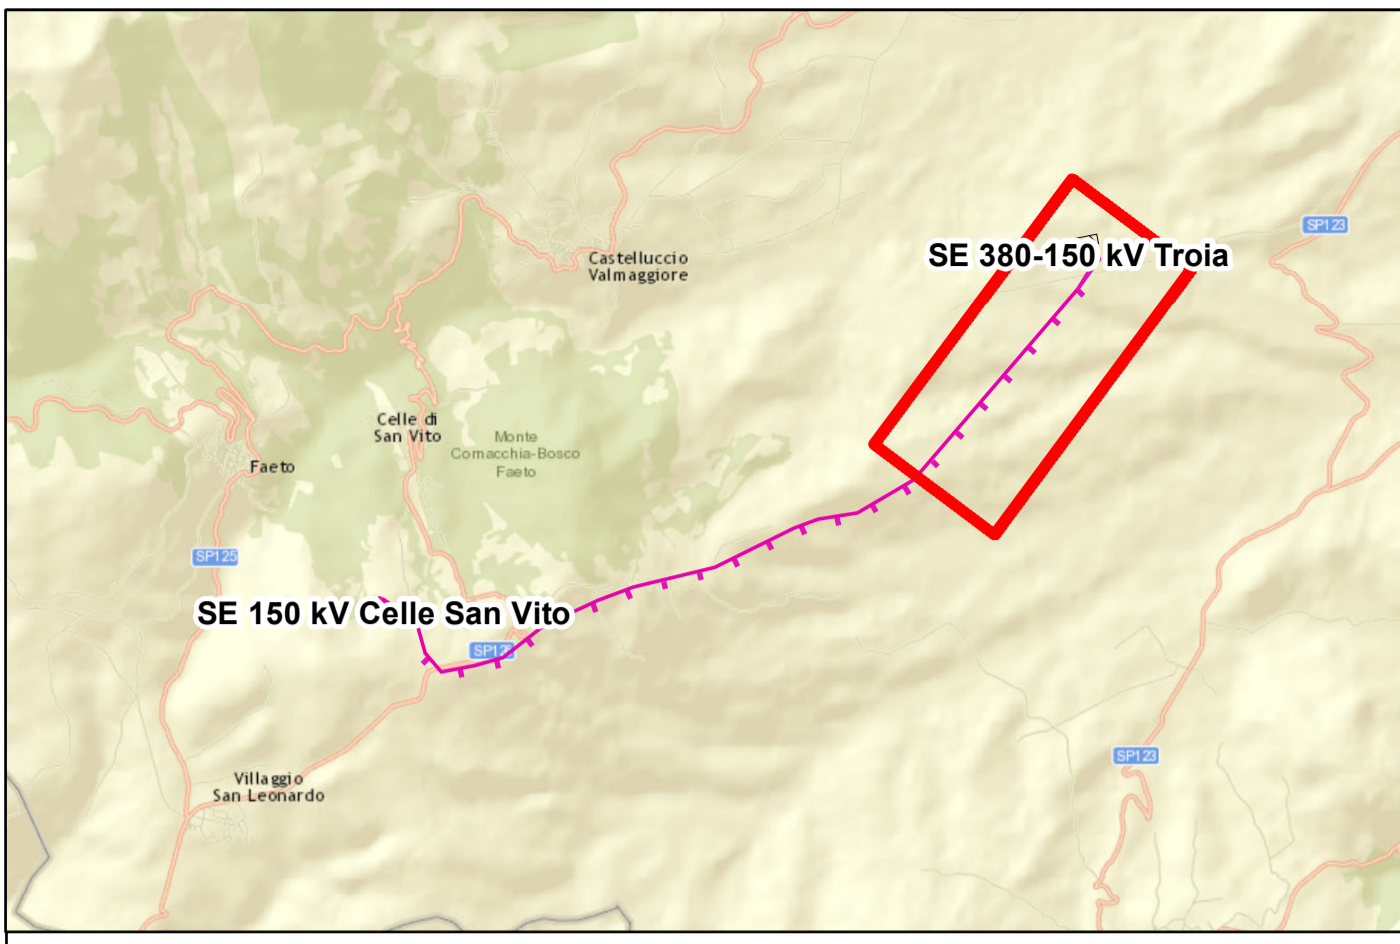 SP123
SE 380-150 kV Troia
Castelluccio
Valmaggiore
Celle di
San Vito
Monte
Cornacchia-Bosco
Faeto
Faeto
SP125
SE 150 kV Celle San Vito
SP123
Villaggio
San Leonardo